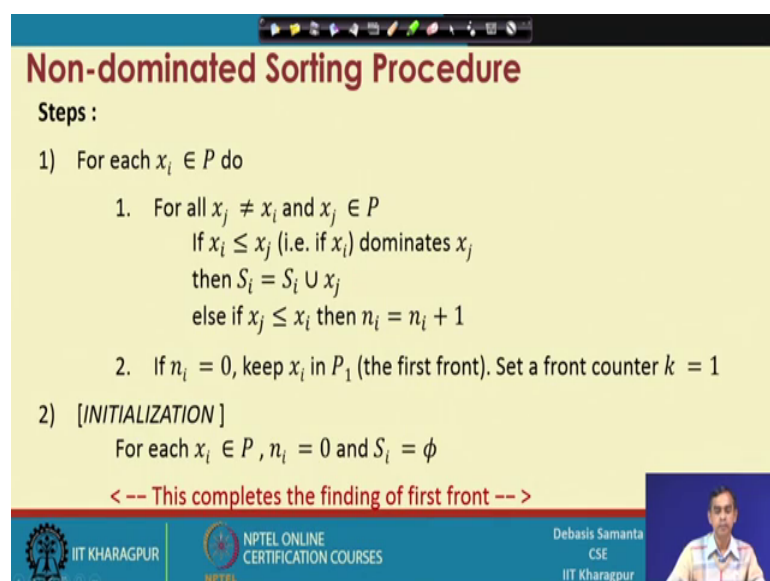 Non-dominated Sorting Procedure
Steps :
1) For each xᵢ ∈ P do
1. For all xⱼ ≠ xᵢ and xⱼ ∈ P
If xᵢ ≤ xⱼ (i.e. if xᵢ) dominates xⱼ
then Sᵢ = Sᵢ ∪ xⱼ
else if xⱼ ≤ xᵢ then nᵢ = nᵢ + 1
2. If nᵢ = 0, keep xᵢ in P₁ (the first front). Set a front counter k = 1
2) [INITIALIZATION ]
For each xᵢ ∈ P , nᵢ = 0 and Sᵢ = ϕ
< –– This completes the finding of first front –– >
IIT KHARAGPUR
NPTEL ONLINE
CERTIFICATION COURSES
NPTEL
Debasis Samanta
CSE
IIT Kharagpur